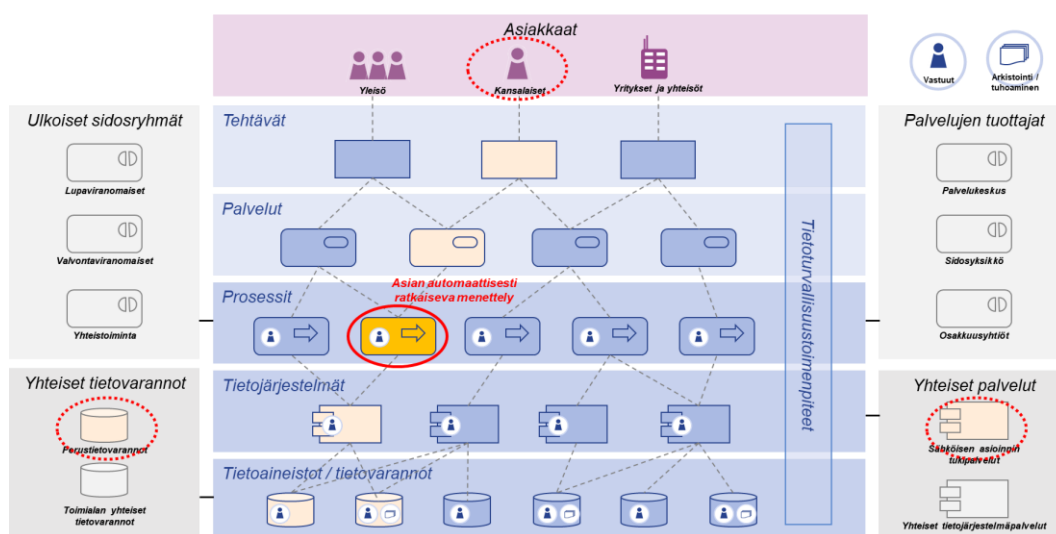 Asiakkaat
Yleisö
Kansalaiset
Yritykset ja yhteisöt
Vastuut
Arkistointi /
tuhoaminen
Ulkoiset sidosryhmät
Lupaviranomaiset
Valvontaviranomaiset
Yhteistoiminta
Tehtävät
Palvelut
Asian automaattisesti
ratkaiseva menettely
Prosessit
Tietojärjestelmät
Tietoaineistot / tietovarannot
Tietoturvallisuustoimenpiteet
Palvelujen tuottajat
Palvelukeskus
Sidosyksikkö
Osakkuusyhtiöt
Yhteiset tietovarannot
Perustietovarannot
Toimialan yhteiset
tietovarannot
Yhteiset palvelut
Sähköisen asioinnin
tukipalvelut
Yhteiset tietojärjestelmäpalvelut